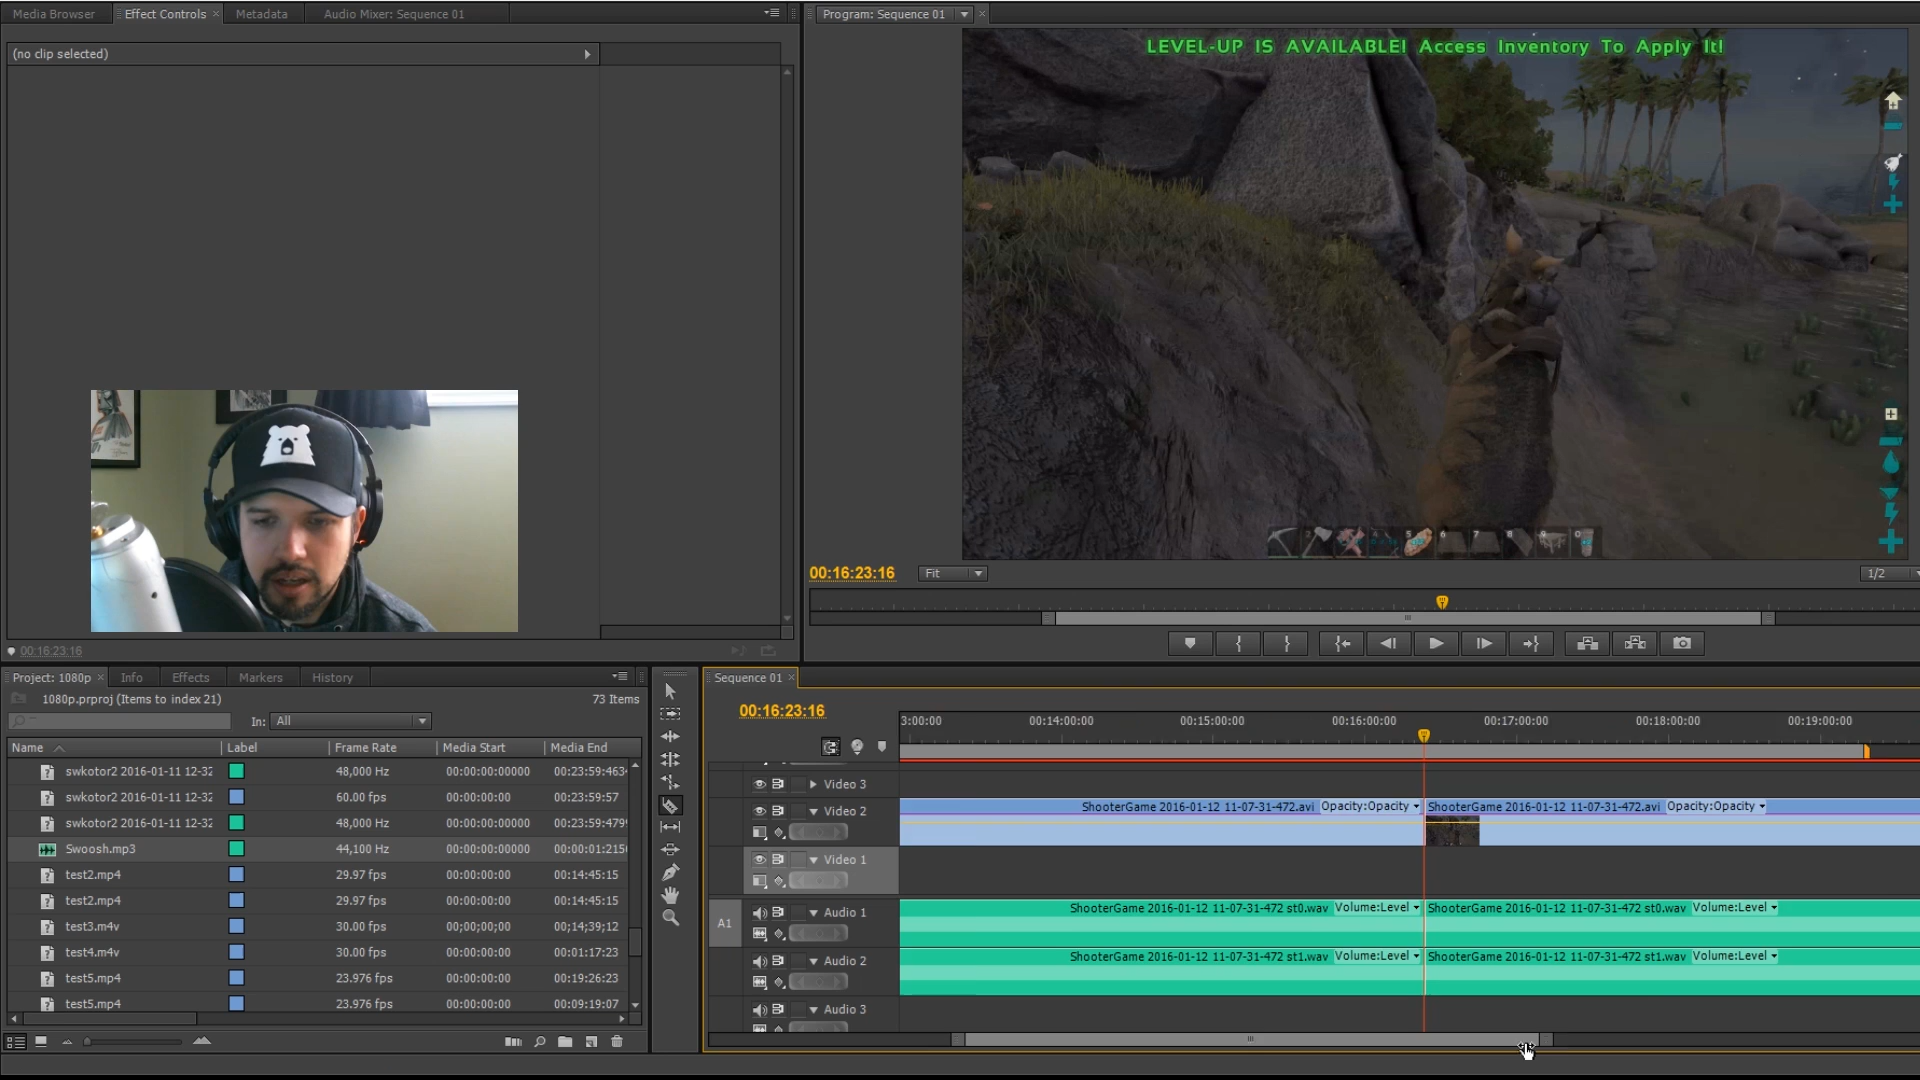 Media Browser Effect Controls × Metadata Audio Mixer: Sequence 01
Program: Sequence 01 ×
(no clip selected)
LEVEL-UP IS AVAILABLE! Access Inventory To Apply It!
00:16:23:16 Fit 1/2
00:16:23:16
Project: 1080p × Info Effects Markers History
1080p.prproj (Items to index 21) 73 Items
In: All
Name Label Frame Rate Media Start Media End
swkotor2 2016-01-11 12-32 48,000 Hz 00:00:00:00000 00:23:59:463
swkotor2 2016-01-11 12-32 60.00 fps 00:00:00:00 00:23:59:57
swkotor2 2016-01-11 12-32 48,000 Hz 00:00:00:00000 00:23:59:479
Swoosh.mp3 44,100 Hz 00:00:00:00000 00:00:01:215
test2.mp4 29.97 fps 00:00:00:00 00:14:45:15
test2.mp4 29.97 fps 00:00:00:00 00:14:45:15
test3.m4v 30.00 fps 00;00;00;00 00;14;39;12
test4.m4v 30.00 fps 00:00:00:00 00:01:17:23
test5.mp4 23.976 fps 00:00:00:00 00:19:26:23
test5.mp4 23.976 fps 00:00:00:00 00:09:19:07
Sequence 01 ×
00:16:23:16
3:00:00 00:14:00:00 00:15:00:00 00:16:00:00 00:17:00:00 00:18:00:00 00:19:00:00
Video 3
Video 2 ShooterGame 2016-01-12 11-07-31-472.avi Opacity:Opacity ShooterGame 2016-01-12 11-07-31-472.avi Opacity:Opacity
Video 1
A1 Audio 1 ShooterGame 2016-01-12 11-07-31-472 st0.wav Volume:Level ShooterGame 2016-01-12 11-07-31-472 st0.wav Volume:Level
Audio 2 ShooterGame 2016-01-12 11-07-31-472 st1.wav Volume:Level ShooterGame 2016-01-12 11-07-31-472 st1.wav Volume:Level
Audio 3